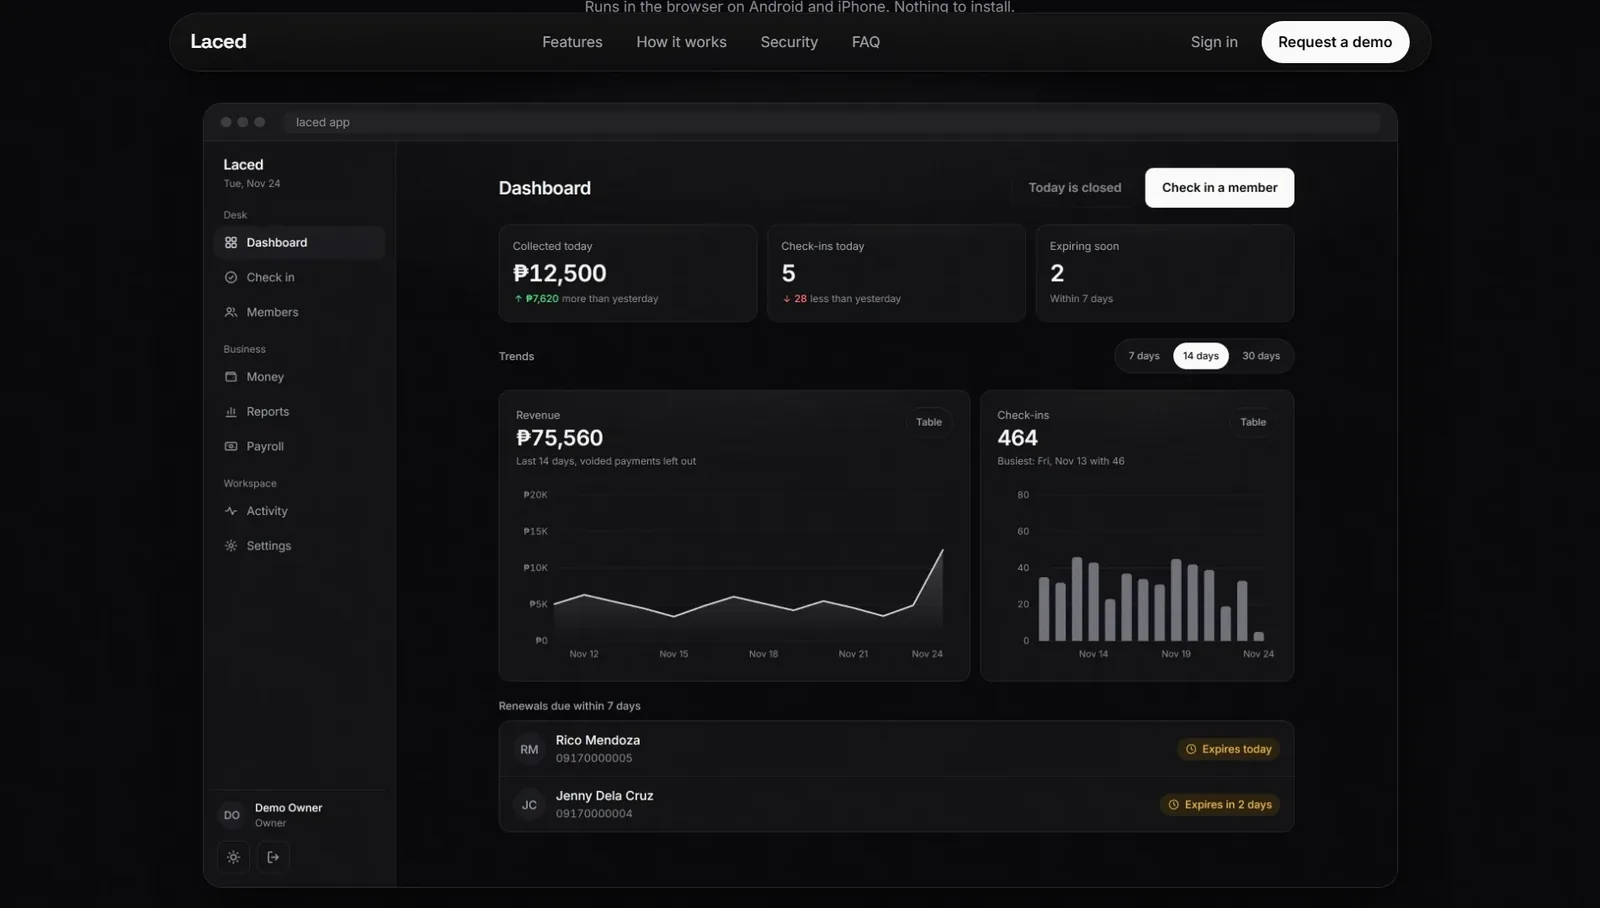 Runs in the browser on Android and iPhone. Nothing to install.
Laced
Features
How it works
Security
FAQ
Sign in
Request a demo
laced app
Laced
Tue, Nov 24
Desk
Dashboard
Check in
Members
Business
Money
Reports
Payroll
Workspace
Activity
Settings
Demo Owner
DO
Owner
Dashboard
Today is closed
Check in a member
Collected today
₱12,500
↑ ₱7,620 more than yesterday
Check-ins today
5
↓ 28 less than yesterday
Expiring soon
2
Within 7 days
Trends
7 days
14 days
30 days
Revenue
₱75,560
Last 14 days, voided payments left out
Table
₱20K
₱15K
₱10K
₱5K
₱0
Nov 12
Nov 15
Nov 18
Nov 21
Nov 24
Check-ins
464
Busiest: Fri, Nov 13 with 46
Table
80
60
40
20
0
Nov 14
Nov 19
Nov 24
Renewals due within 7 days
RM
Rico Mendoza
09170000005
Expires today
JC
Jenny Dela Cruz
09170000004
Expires in 2 days